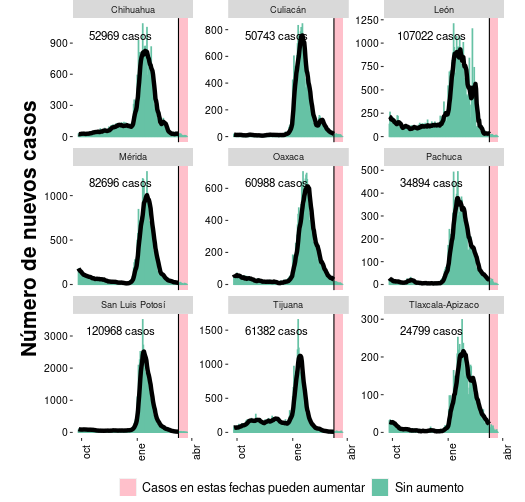 Chihuahua Culiacán León
52969 casos 50743 casos 107022 casos
900 600 300 0
800 600 400 200 0
1250 1000 750 500 250 0
Mérida Oaxaca Pachuca
82696 casos 60988 casos 34894 casos
1000 500 0
600 400 200 0
500 400 300 200 100 0
San Luis Potosí Tijuana Tlaxcala-Apizaco
120968 casos 61382 casos 24799 casos
3000 2000 1000 0
1500 1000 500 0
300 200 100 0
oct ene abr oct ene abr oct ene abr
Número de nuevos casos
Casos en estas fechas pueden aumentar Sin aumento